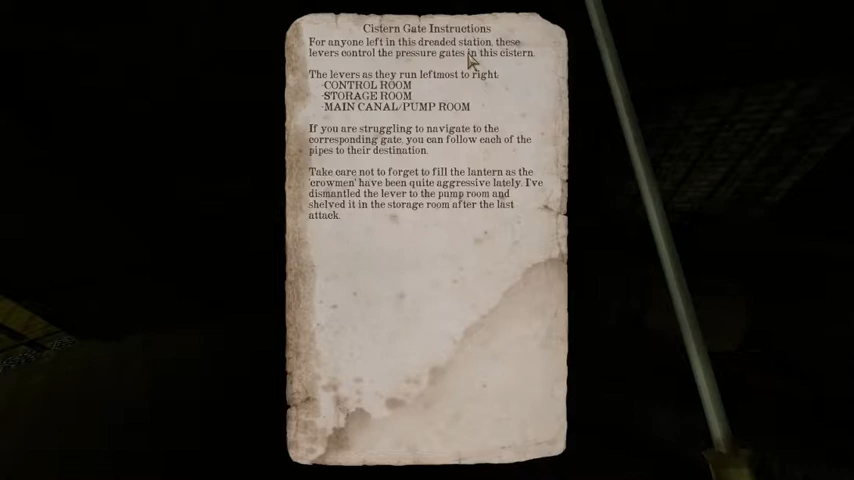 Cistern Gate Instructions
For anyone left in this dreaded station, these
levers control the pressure gates in this cistern.
The levers as they run leftmost to right:
-CONTROL ROOM
-STORAGE ROOM
-MAIN CANAL/PUMP ROOM
If you are struggling to navigate to the
corresponding gate, you can follow each of the
pipes to their destination.
Take care not to forget to fill the lantern as the
'crowmen' have been quite aggressive lately. I've
dismantled the lever to the pump room and
shelved it in the storage room after the last
attack.